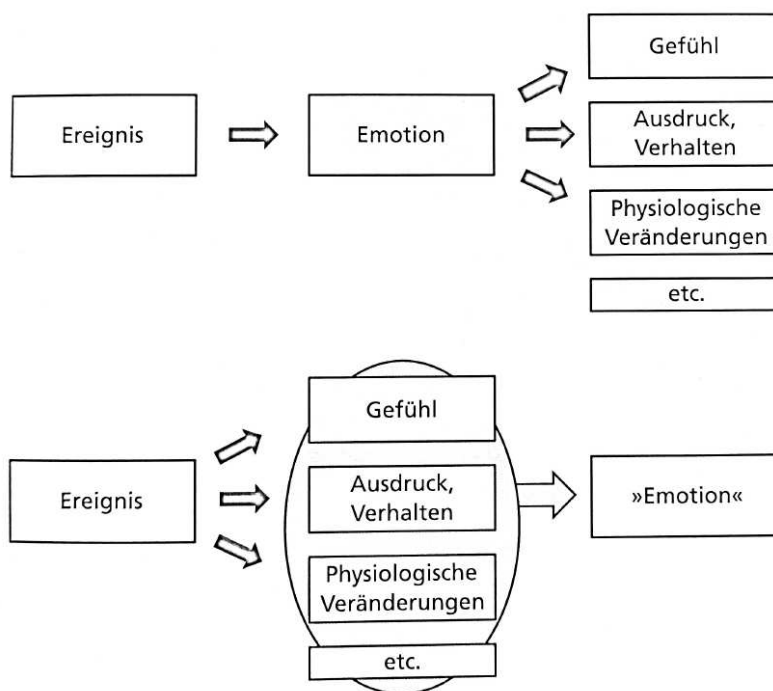 Gefühl
Ereignis
Emotion
Ausdruck,
Verhalten
Physiologische
Veränderungen
etc.
Gefühl
Ereignis
Ausdruck,
Verhalten
»Emotion«
Physiologische
Veränderungen
etc.